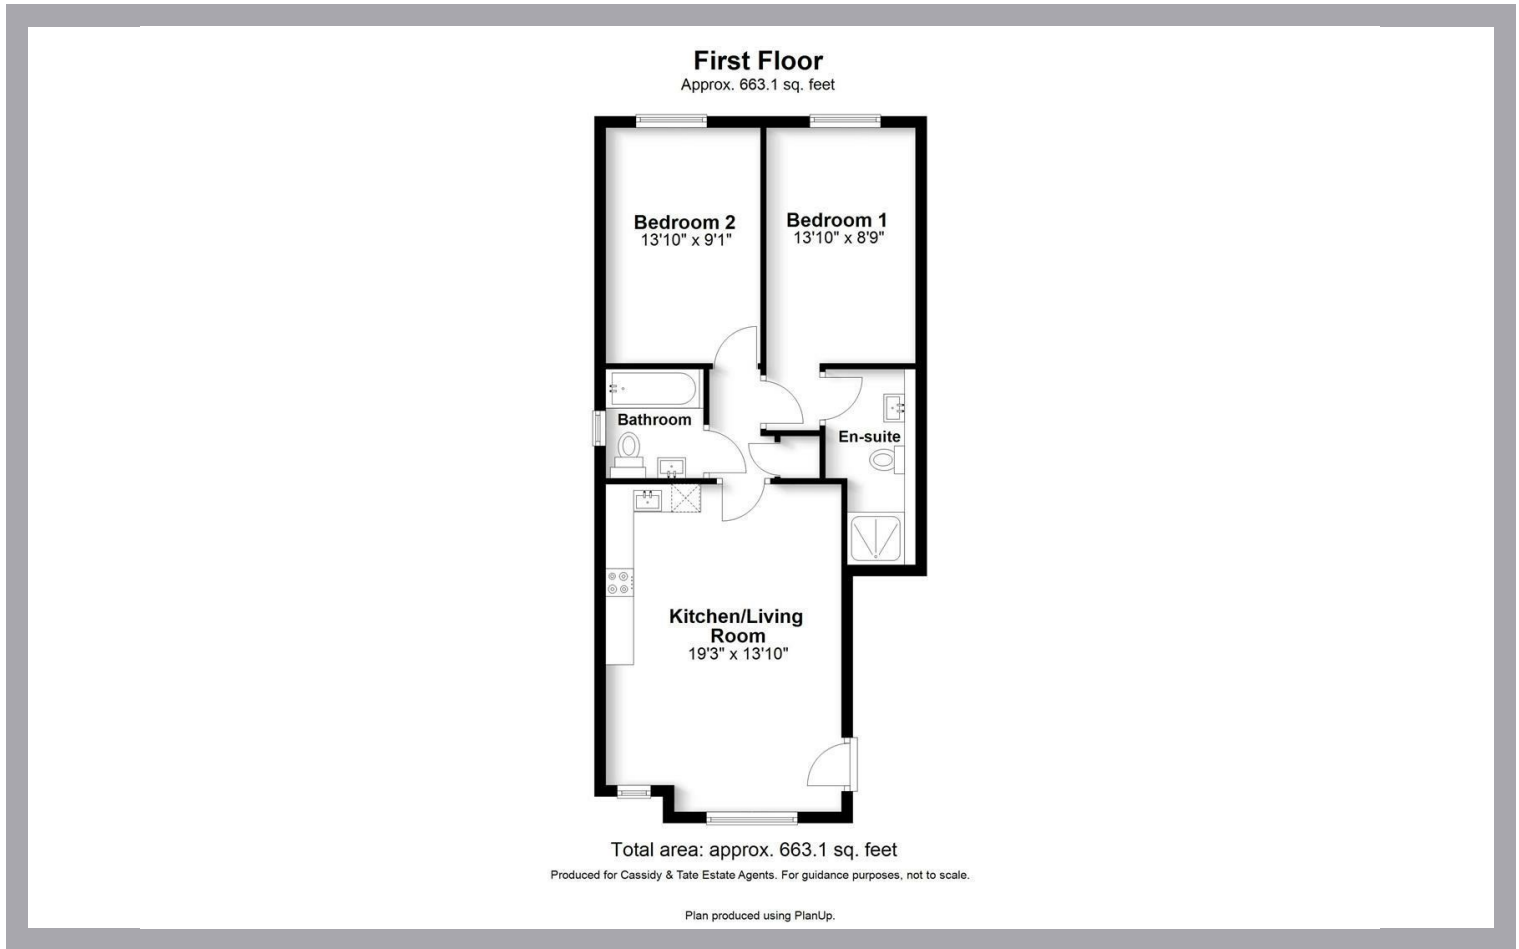 First Floor
Approx. 663.1 sq. feet
Bedroom 2
13'10" x 9'1"
Bedroom 1
13'10" x 8'9"
Bathroom
En-suite
Kitchen/Living
Room
19'3" x 13'10"
Total area: approx. 663.1 sq. feet
Produced for Cassidy & Tate Estate Agents. For guidance purposes, not to scale.
Plan produced using PlanUp.